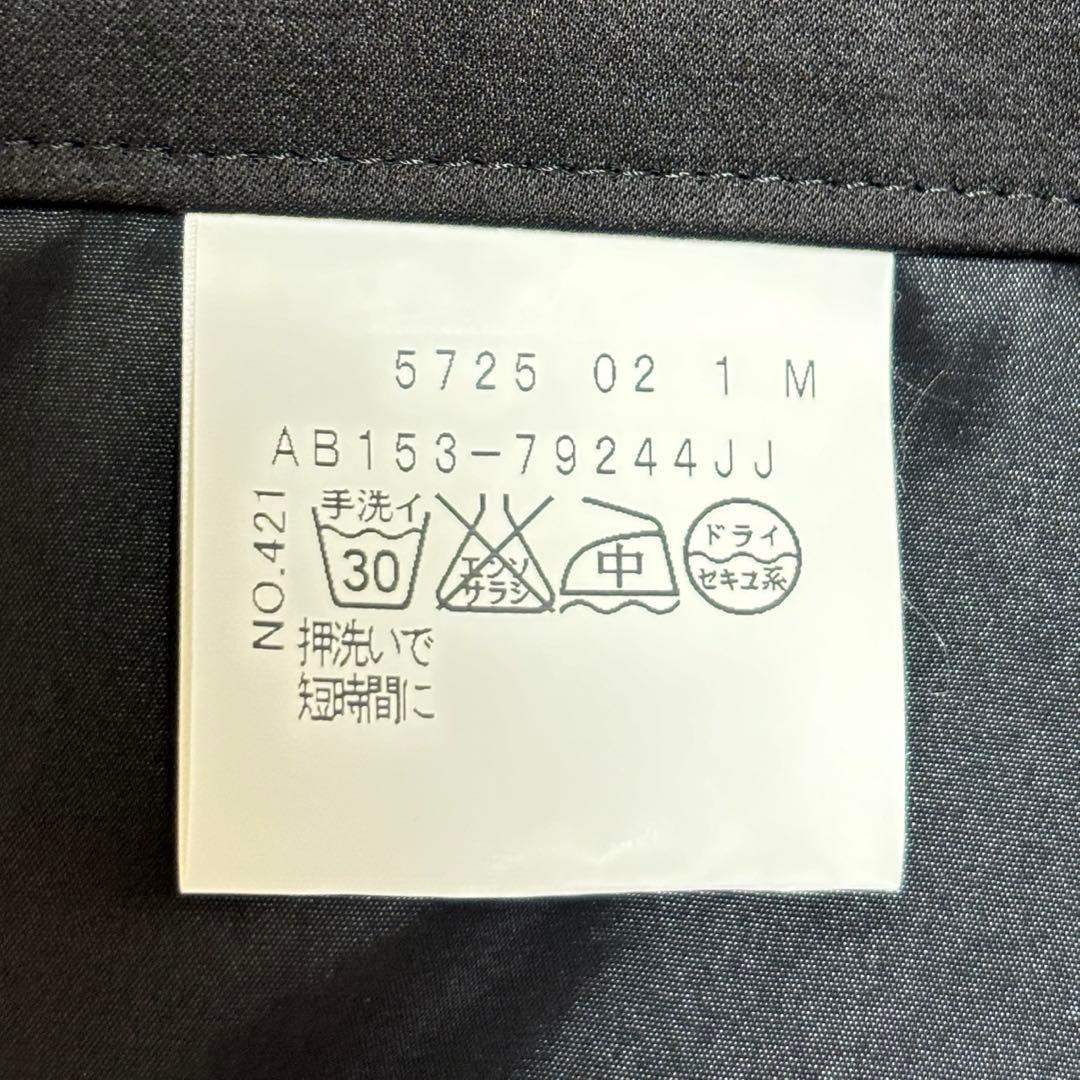 5725 02 1 M
AB153-79244JJ
NO.421
手洗イ
30
エンソ
サラシ
中
ドライ
セキユ系
押洗いで
短時間に